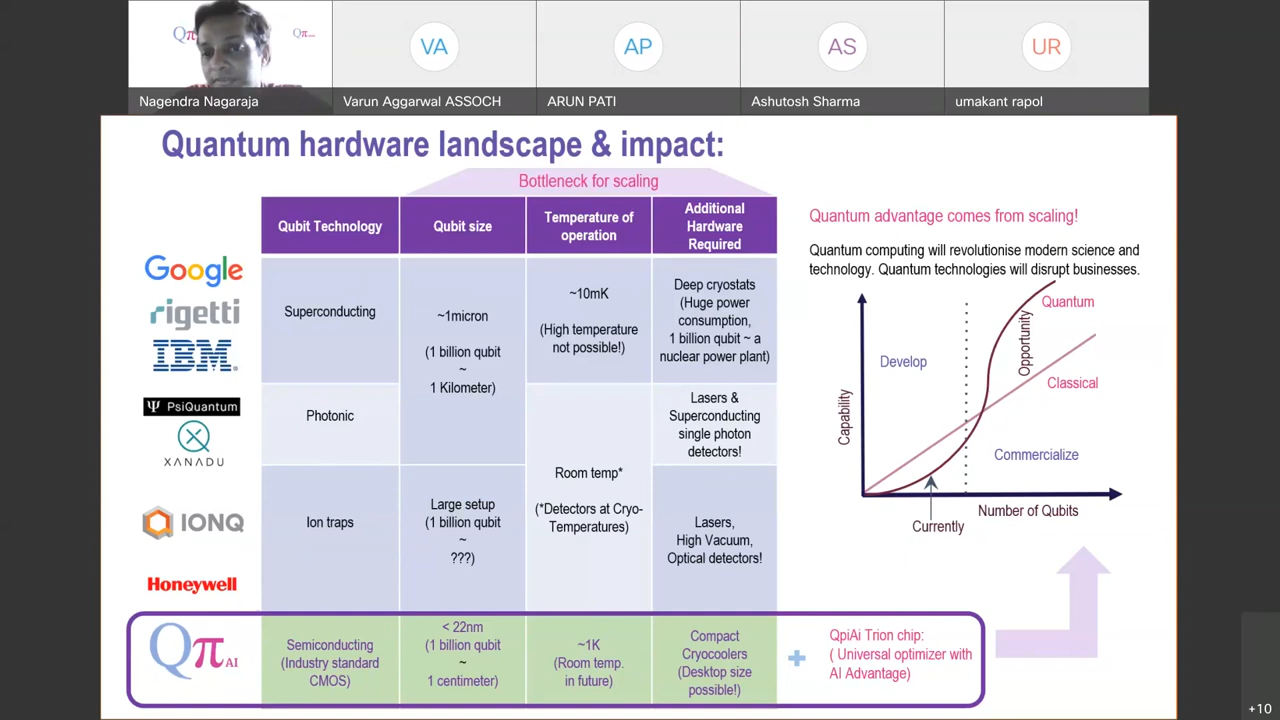 Qπ
Qπ
VA
AP
AS
UR
Nagendra Nagaraja
Varun Aggarwal ASSOCH
ARUN PATI
Ashutosh Sharma
umakant rapol
Quantum hardware landscape & impact:
Bottleneck for scaling
Qubit Technology
Qubit size
Temperature of
operation
Additional
Hardware
Required
Google
rigetti
IBM
Superconducting
~1micron
(1 billion qubit
~
1 Kilometer)
~10mK
(High temperature
not possible!)
Deep cryostats
(Huge power
consumption,
1 billion qubit ~ a
nuclear power plant)
Ψ PsiQuantum
XANADU
Photonic
Lasers &
Superconducting
single photon
detectors!
Room temp*
(*Detectors at Cryo-
Temperatures)
IONQ
Honeywell
Ion traps
Large setup
(1 billion qubit
~
???)
Lasers,
High Vacuum,
Optical detectors!
Qπ AI
Semiconducting
(Industry standard
CMOS)
< 22nm
(1 billion qubit
~
1 centimeter)
~1K
(Room temp.
in future)
Compact
Cryocoolers
(Desktop size
possible!)
+
QpiAi Trion chip:
( Universal optimizer with
AI Advantage)
Quantum advantage comes from scaling!
Quantum computing will revolutionise modern science and
technology. Quantum technologies will disrupt businesses.
Quantum
Opportunity
Develop
Classical
Capability
Commercialize
Number of Qubits
Currently
+10